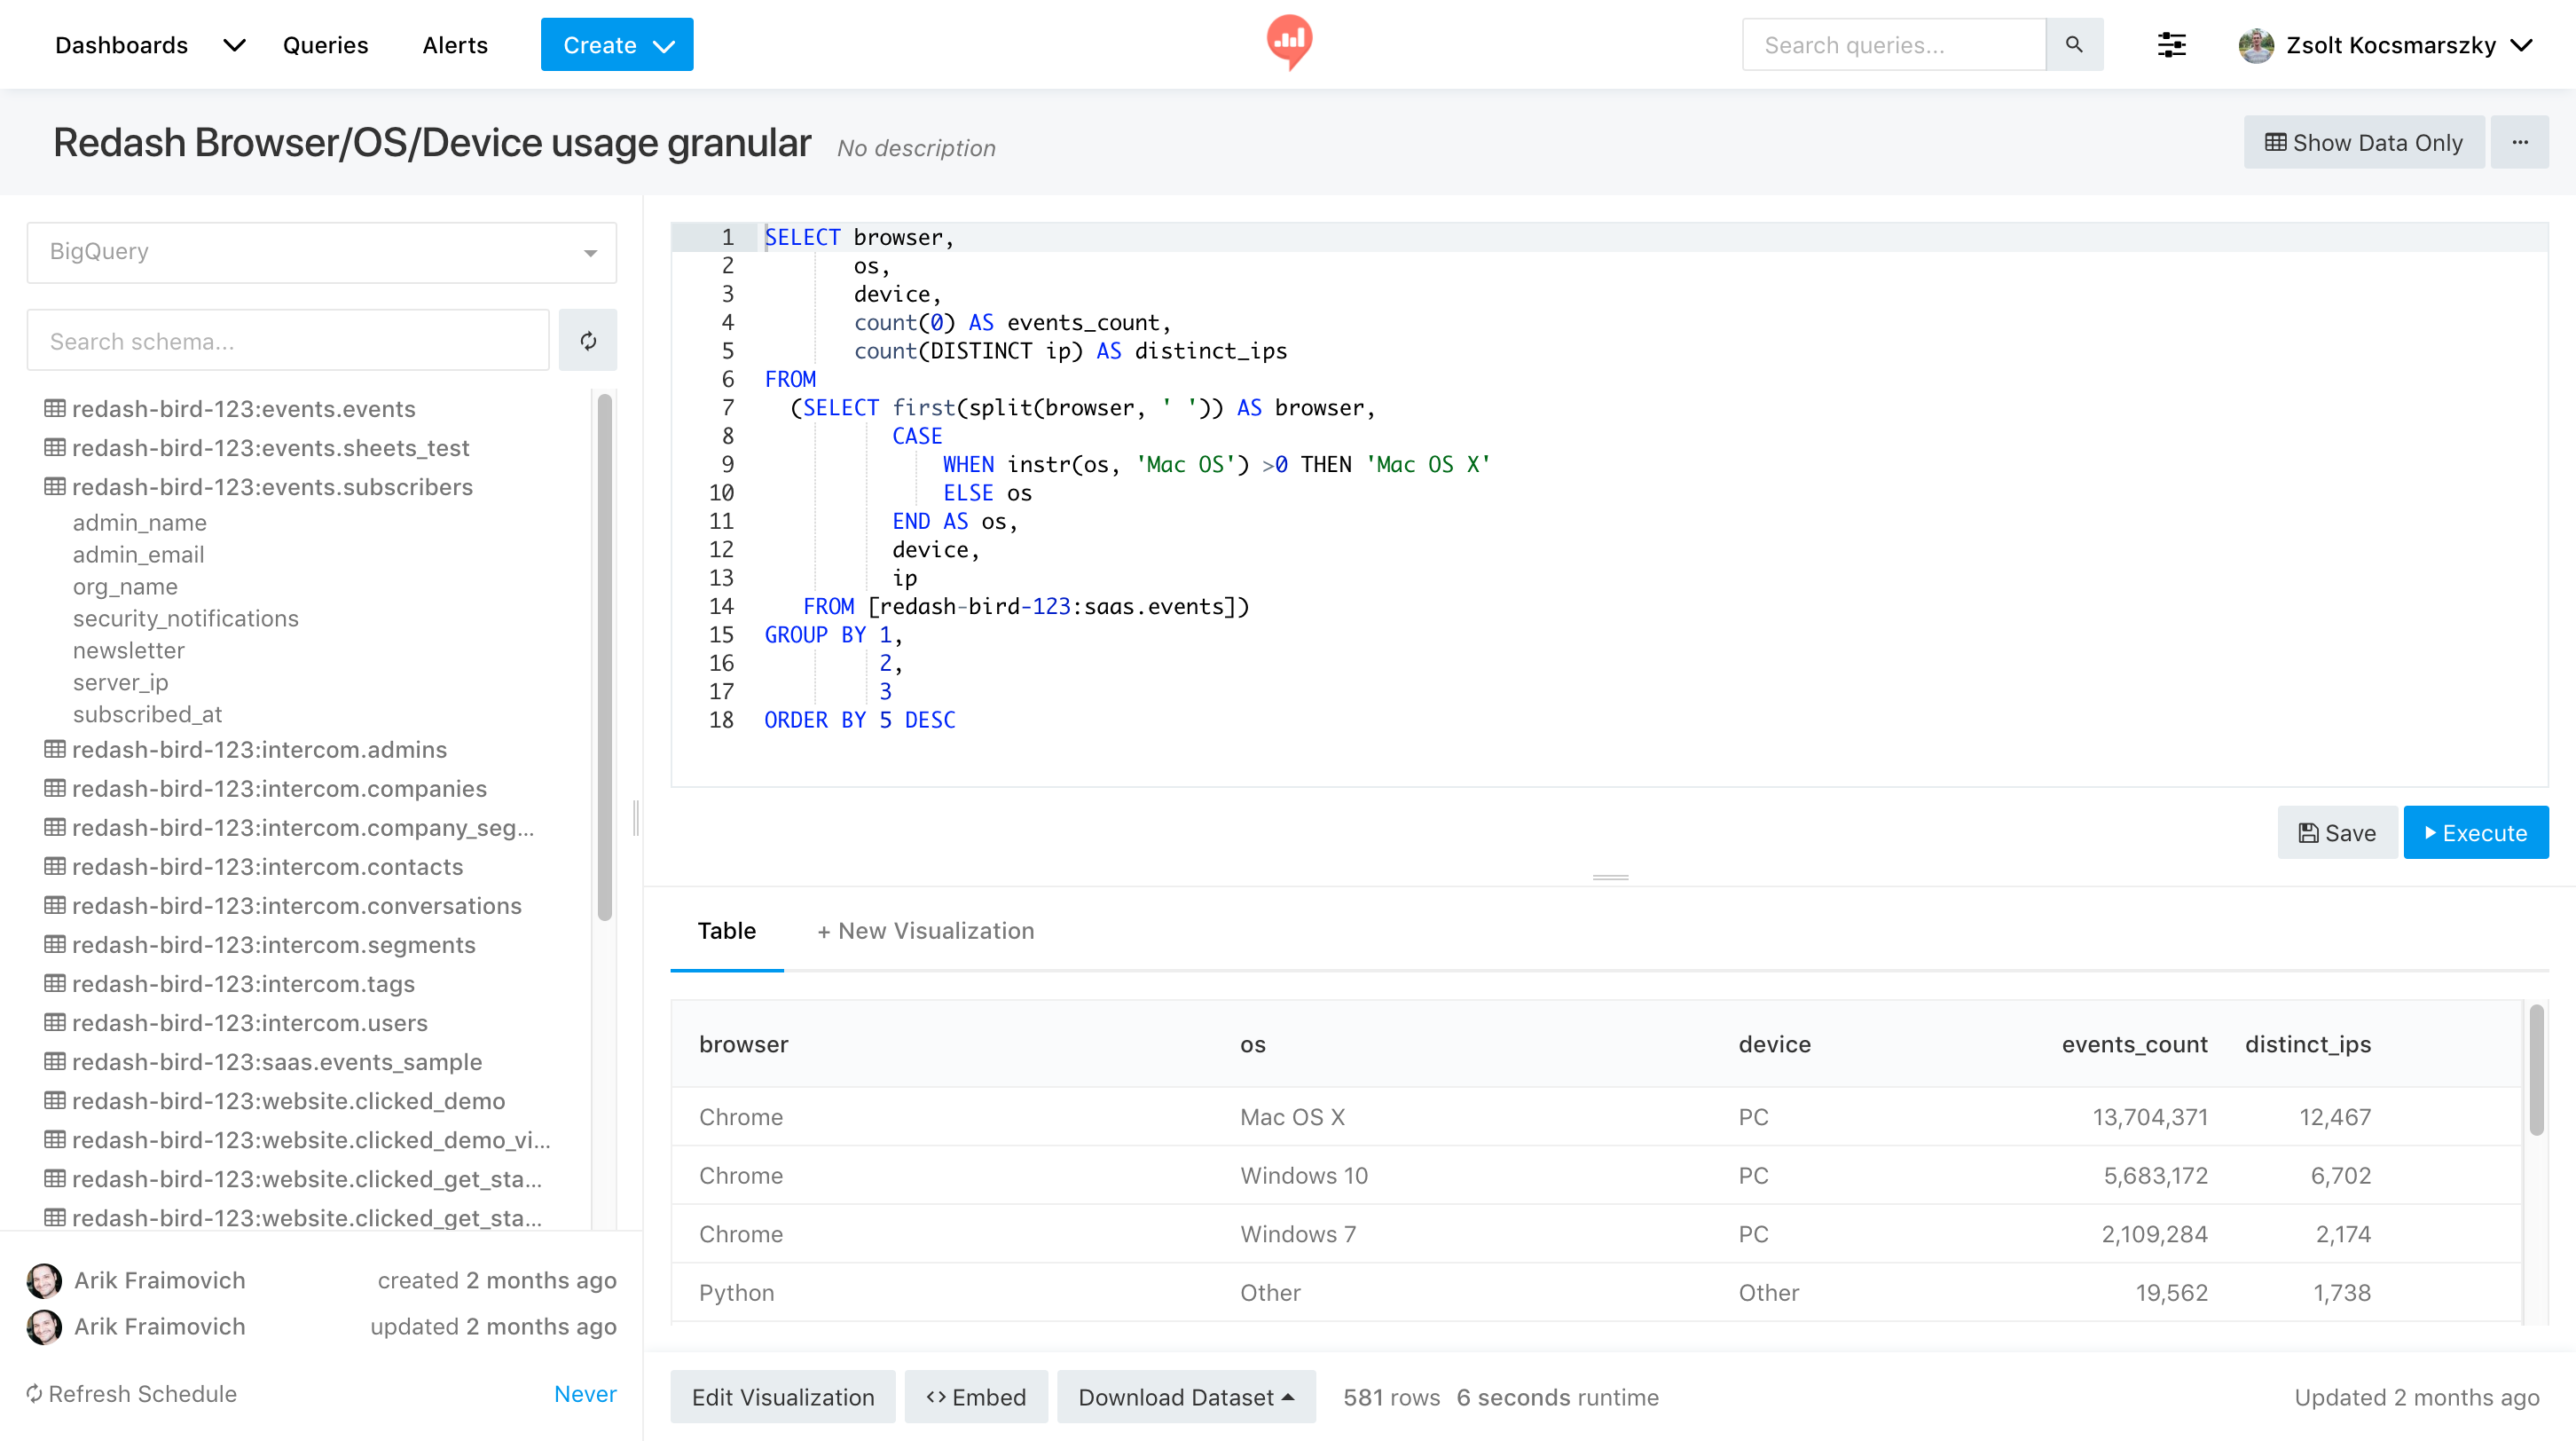 Dashboards Queries Alerts Create Search queries... Zsolt Kocsmarszky
Redash Browser/OS/Device usage granular No description Show Data Only ...
BigQuery
Search schema...
redash-bird-123:events.events
redash-bird-123:events.sheets_test
redash-bird-123:events.subscribers
admin_name
admin_email
org_name
security_notifications
newsletter
server_ip
subscribed_at
redash-bird-123:intercom.admins
redash-bird-123:intercom.companies
redash-bird-123:intercom.company_seg...
redash-bird-123:intercom.contacts
redash-bird-123:intercom.conversations
redash-bird-123:intercom.segments
redash-bird-123:intercom.tags
redash-bird-123:intercom.users
redash-bird-123:saas.events_sample
redash-bird-123:website.clicked_demo
redash-bird-123:website.clicked_demo_vi...
redash-bird-123:website.clicked_get_sta...
redash-bird-123:website.clicked_get_sta...
Arik Fraimovich created 2 months ago
Arik Fraimovich updated 2 months ago
Refresh Schedule Never
1 SELECT browser,
2 os,
3 device,
4 count(0) AS events_count,
5 count(DISTINCT ip) AS distinct_ips
6 FROM
7 (SELECT first(split(browser, ' ')) AS browser,
8 CASE
9 WHEN instr(os, 'Mac OS') >0 THEN 'Mac OS X'
10 ELSE os
11 END AS os,
12 device,
13 ip
14 FROM [redash-bird-123:saas.events])
15 GROUP BY 1,
16 2,
17 3
18 ORDER BY 5 DESC
Save Execute
Table + New Visualization
browser os device events_count distinct_ips
Chrome Mac OS X PC 13,704,371 12,467
Chrome Windows 10 PC 5,683,172 6,702
Chrome Windows 7 PC 2,109,284 2,174
Python Other Other 19,562 1,738
Edit Visualization <> Embed Download Dataset 581 rows 6 seconds runtime Updated 2 months ago